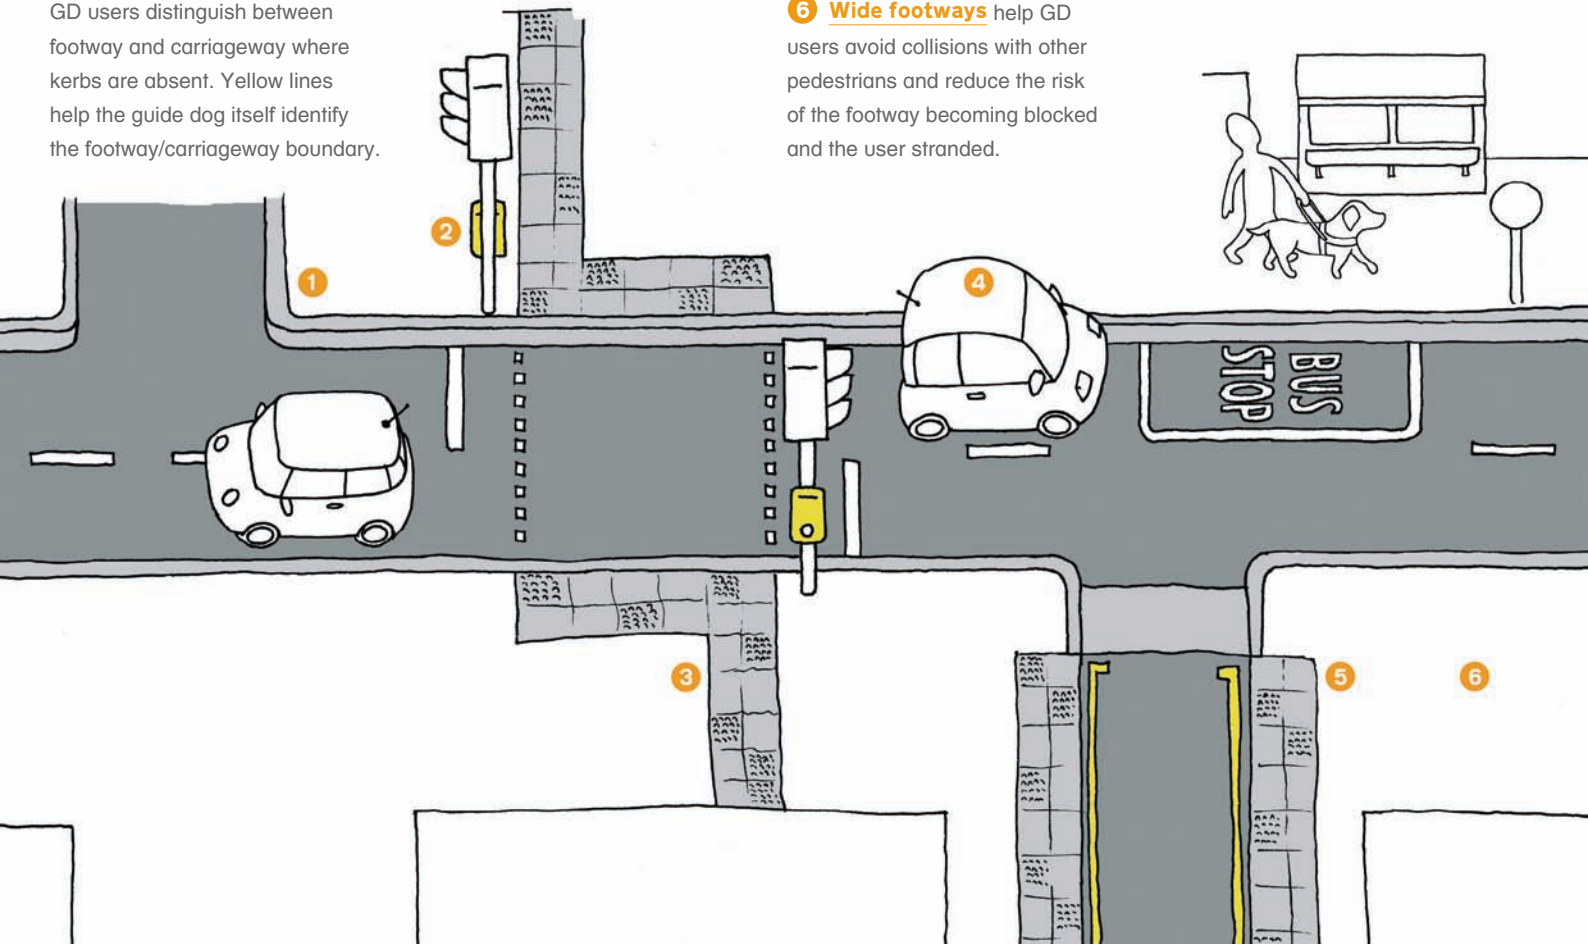 GD users distinguish between
footway and carriageway where
kerbs are absent. Yellow lines
help the guide dog itself identify
the footway/carriageway boundary.
6 Wide footways help GD
users avoid collisions with other
pedestrians and reduce the risk
of the footway becoming blocked
and the user stranded.
2
1
4
BUS
STOP
3
5
6